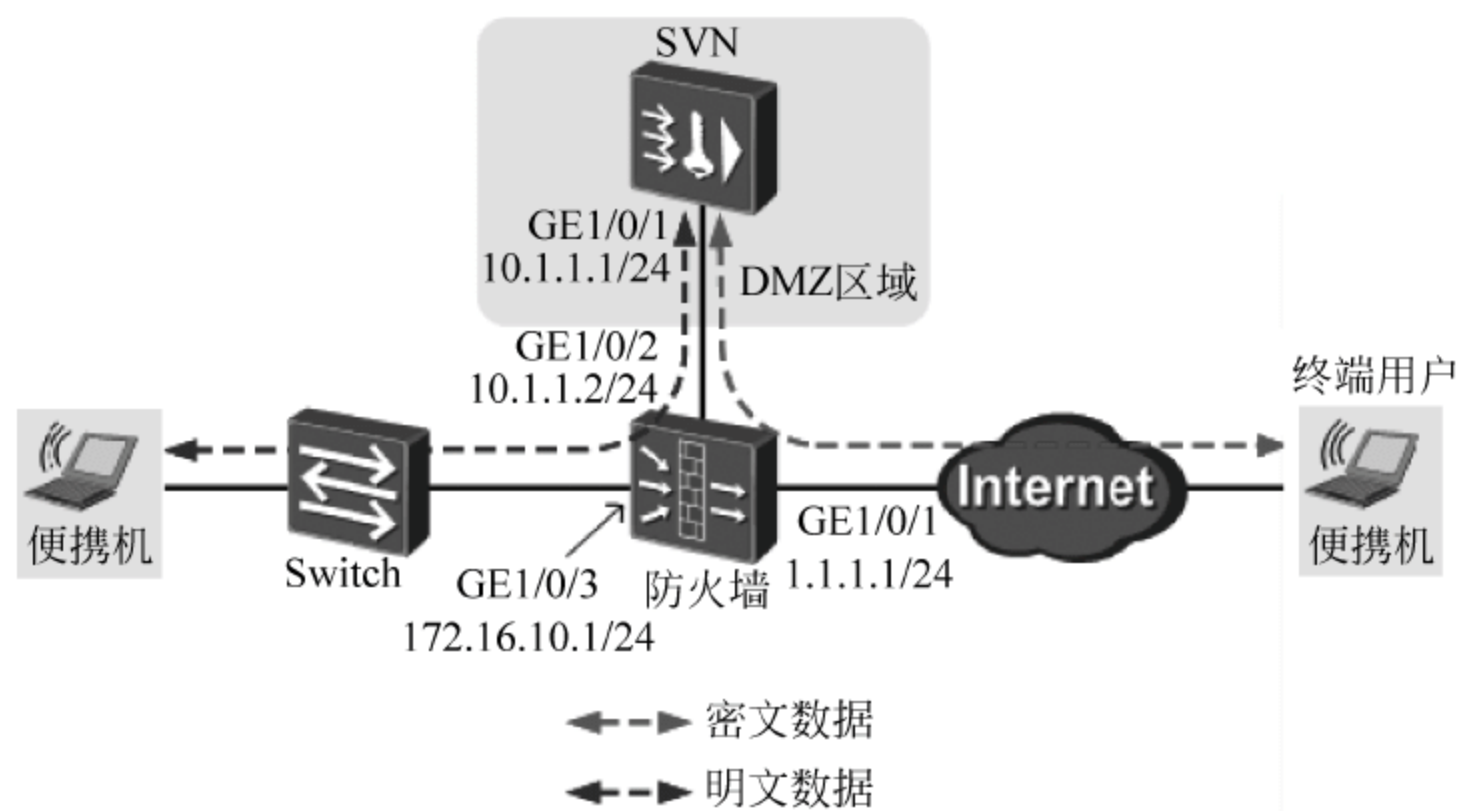 SVN
GE1/0/1
10.1.1.1/24
DMZ区域
GE1/0/2
10.1.1.2/24
终端用户
便携机
Switch
GE1/0/3
172.16.10.1/24
防火墙
GE1/0/1
1.1.1.1/24
Internet
便携机
密文数据
明文数据